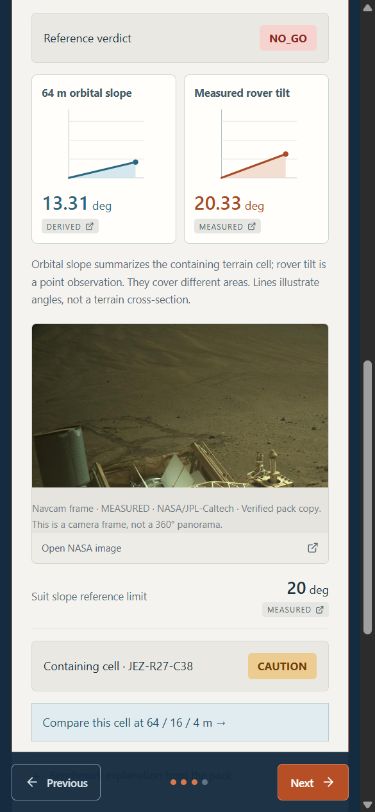 Reference verdict
NO_GO
64 m orbital slope
13.31 deg
DERIVED
Measured rover tilt
20.33 deg
MEASURED
Orbital slope summarizes the containing terrain cell; rover tilt is
a point observation. They cover different areas. Lines illustrate
angles, not a terrain cross-section.
Navcam frame · MEASURED · NASA/JPL-Caltech · Verified pack copy.
This is a camera frame, not a 360° panorama.
Open NASA image
Suit slope reference limit
20 deg
MEASURED
Containing cell · JEZ-R27-C38
CAUTION
Compare this cell at 64 / 16 / 4 m →
Previous
Next